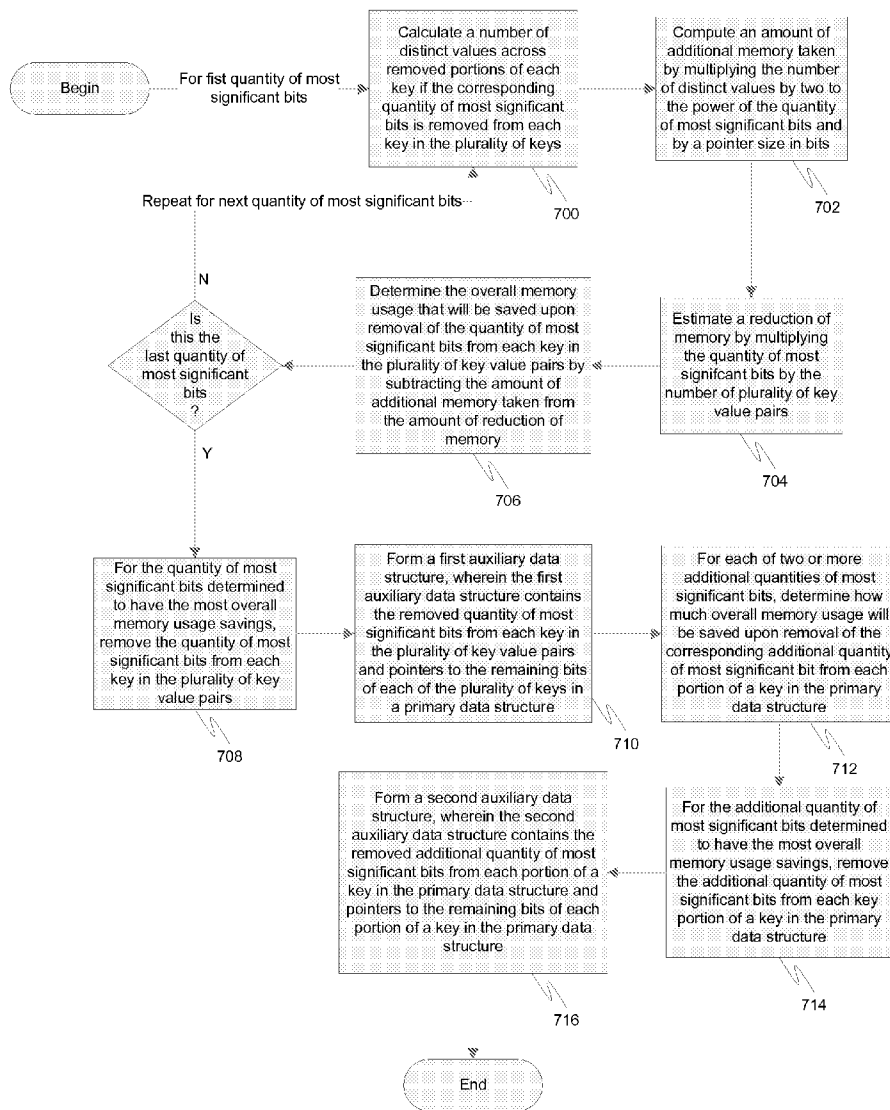 Begin
For fist quantity of most
significant bits
Calculate a number of
distinct values across
removed portions of each
key if the corresponding
quantity of most significant
bits is removed from each
key in the plurality of keys
700
Compute an amount of
additional memory taken
by multiplying the number
of distinct values by two to
the power of the quantity
of most significant bits and
by a pointer size in bits
702
Repeat for next quantity of most significant bits
N
Is
this the
last quantity of
most significant
bits
?
Y
Determine the overall
memory usage that will be
saved upon removal of the
quantity of most
significant bits from each key in
the plurality of key value pairs by
subtracting the amount of
additional memory taken from
the amount of reduction of
memory
706
Estimate a reduction of
memory by multiplying
the quantity of most
signifcant bits by the
number of plurality of key
value pairs
704
For the quantity of most
significant bits determined
to have the most overall
memory usage savings,
remove the quantity of most
significant bits from each
key in the plurality of key
value pairs
708
Form a first auxiliary data
structure, wherein the first
auxiliary data structure contains
the removed quantity of most
significant bits from each key in
the plurality of key value pairs
and pointers to the remaining bits
of each of the plurality of keys in
a primary data structure
710
For each of two or more
additional quantities of most
significant bits, determine how
much overall memory usage will
be saved upon removal of the
corresponding additional quantity
of most significant bit from each
portion of a key in the primary
data structure
712
For the additional quantity of
most significant bits determined
to have the most overall
memory usage savings, remove
the additional quantity of most
significant bits from each key
portion of a key in the primary
data structure
714
Form a second auxiliary data
structure, wherein the second
auxiliary data structure contains the
removed additional quantity of most
significant bits from each portion of a
key in the primary data structure and
pointers to the remaining bits of each
portion of a key in the primary data
structure
716
End